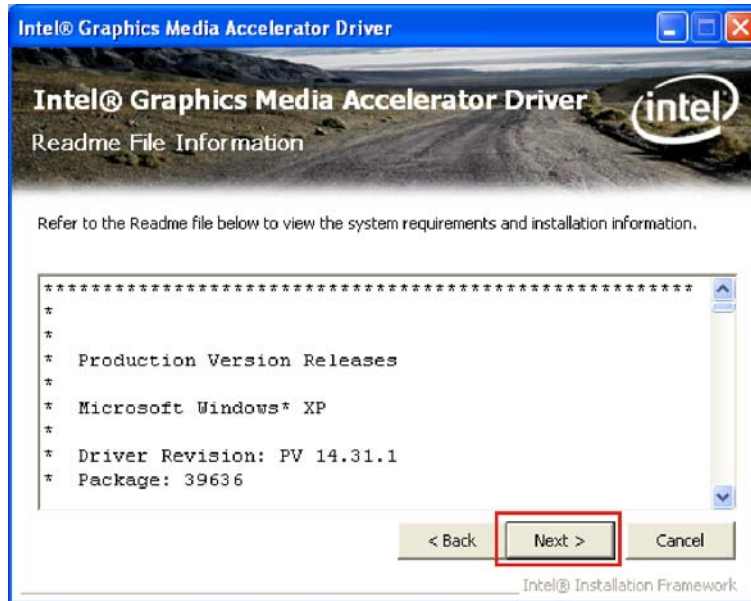 Intel® Graphics Media Accelerator Driver
Intel® Graphics Media Accelerator Driver
intel
Readme File Information
Refer to the Readme file below to view the system requirements and installation information.
*******************************************************
*
*
* Production Version Releases
*
* Microsoft Windows* XP
*
* Driver Revision: PV 14.31.1
* Package: 39636
< Back
Next >
Cancel
Intel® Installation Framework